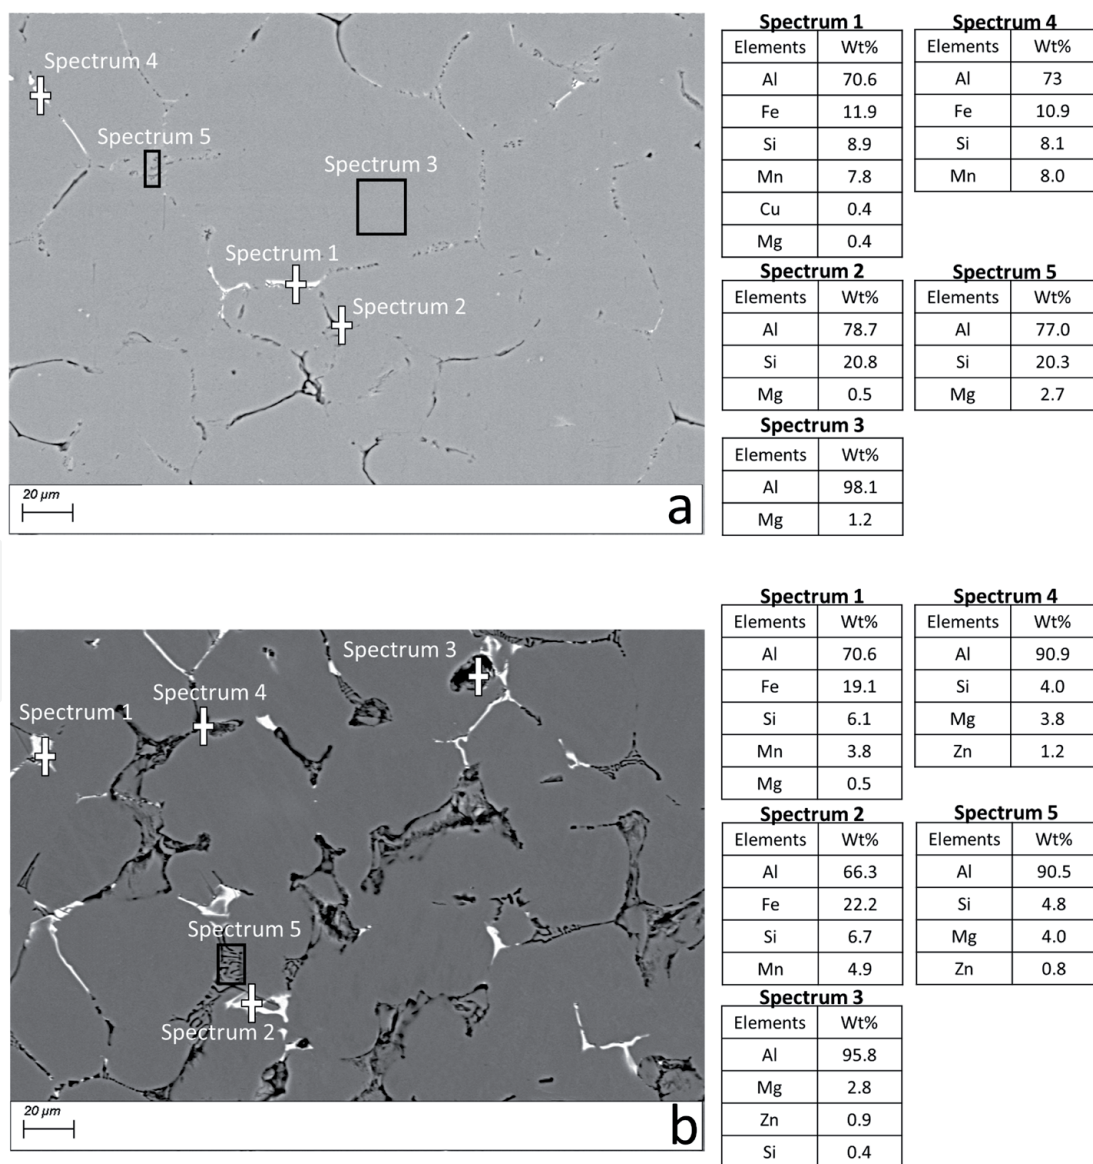 Spectrum 4
Spectrum 5
Spectrum 3
Spectrum 1
Spectrum 2
20 µm
a
Spectrum 1
Elements Wt%
Al 70.6
Fe 11.9
Si 8.9
Mn 7.8
Cu 0.4
Mg 0.4
Spectrum 4
Elements Wt%
Al 73
Fe 10.9
Si 8.1
Mn 8.0
Spectrum 2
Elements Wt%
Al 78.7
Si 20.8
Mg 0.5
Spectrum 5
Elements Wt%
Al 77.0
Si 20.3
Mg 2.7
Spectrum 3
Elements Wt%
Al 98.1
Mg 1.2
Spectrum 3
Spectrum 4
Spectrum 1
Spectrum 5
Spectrum 2
20 µm
b
Spectrum 1
Elements Wt%
Al 70.6
Fe 19.1
Si 6.1
Mn 3.8
Mg 0.5
Spectrum 4
Elements Wt%
Al 90.9
Si 4.0
Mg 3.8
Zn 1.2
Spectrum 2
Elements Wt%
Al 66.3
Fe 22.2
Si 6.7
Mn 4.9
Spectrum 5
Elements Wt%
Al 90.5
Si 4.8
Mg 4.0
Zn 0.8
Spectrum 3
Elements Wt%
Al 95.8
Mg 2.8
Zn 0.9
Si 0.4